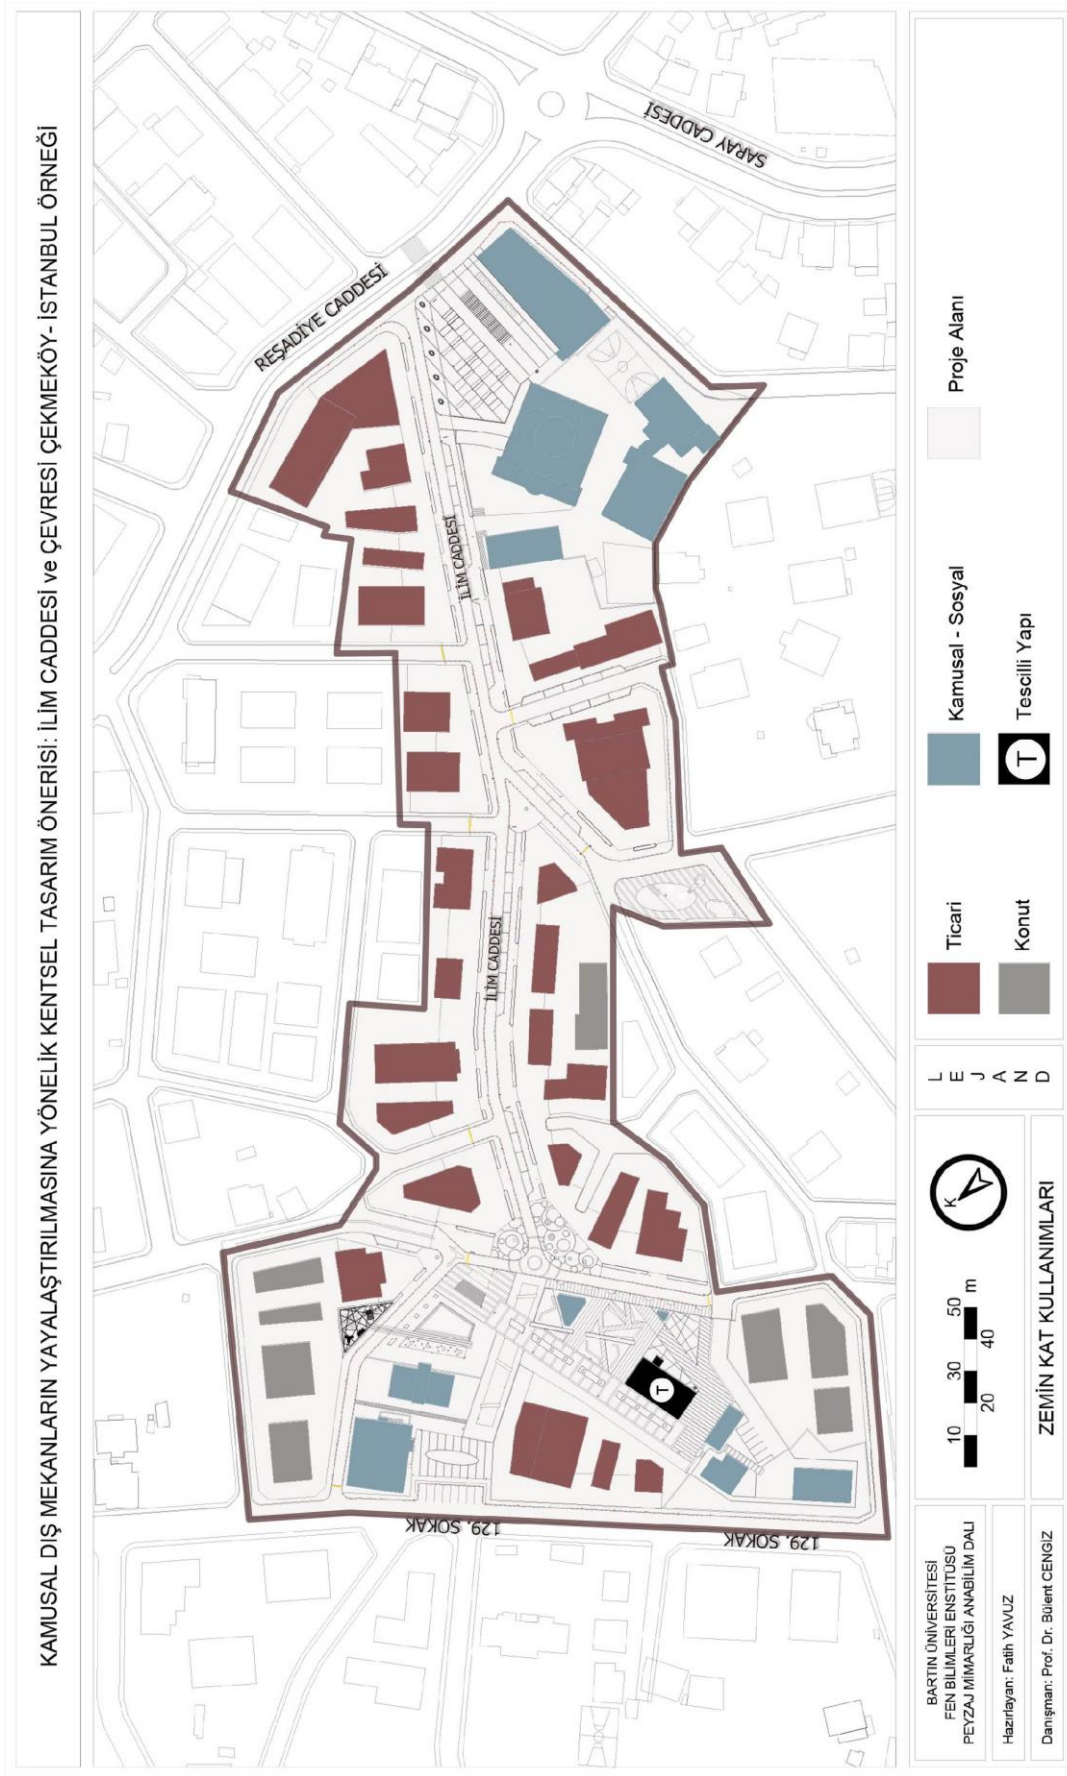 KAMUSAL DIŞ MEKANLARIN YAYALAŞTIRILMASINA YÖNELİK KENTSEL TASARIM ÖNERİSİ: İLİM CADDESİ ve ÇEVRESİ ÇEKMEKÖY- İSTANBUL ÖRNEĞİ
SARAY CADDESİ
REŞADİYE CADDESİ
İLİM CADDESİ
İLİM CADDESİ
129. SOKAK
129. SOKAK
T
BARTIN ÜNİVERSİTESİ
FEN BİLİMLERİ ENSTİTÜSÜ
PEYZAJ MİMARLIĞI ANABİLİM DALI
Hazırlayan: Fatih YAVUZ
Danışman: Prof. Dr. Bülent CENGİZ
10 30 50 m
20 40
K
ZEMİN KAT KULLANIMLARI
L
E
J
A
N
D
Ticari
Kamusal - Sosyal
Proje Alanı
Konut
T Tescilli Yapı